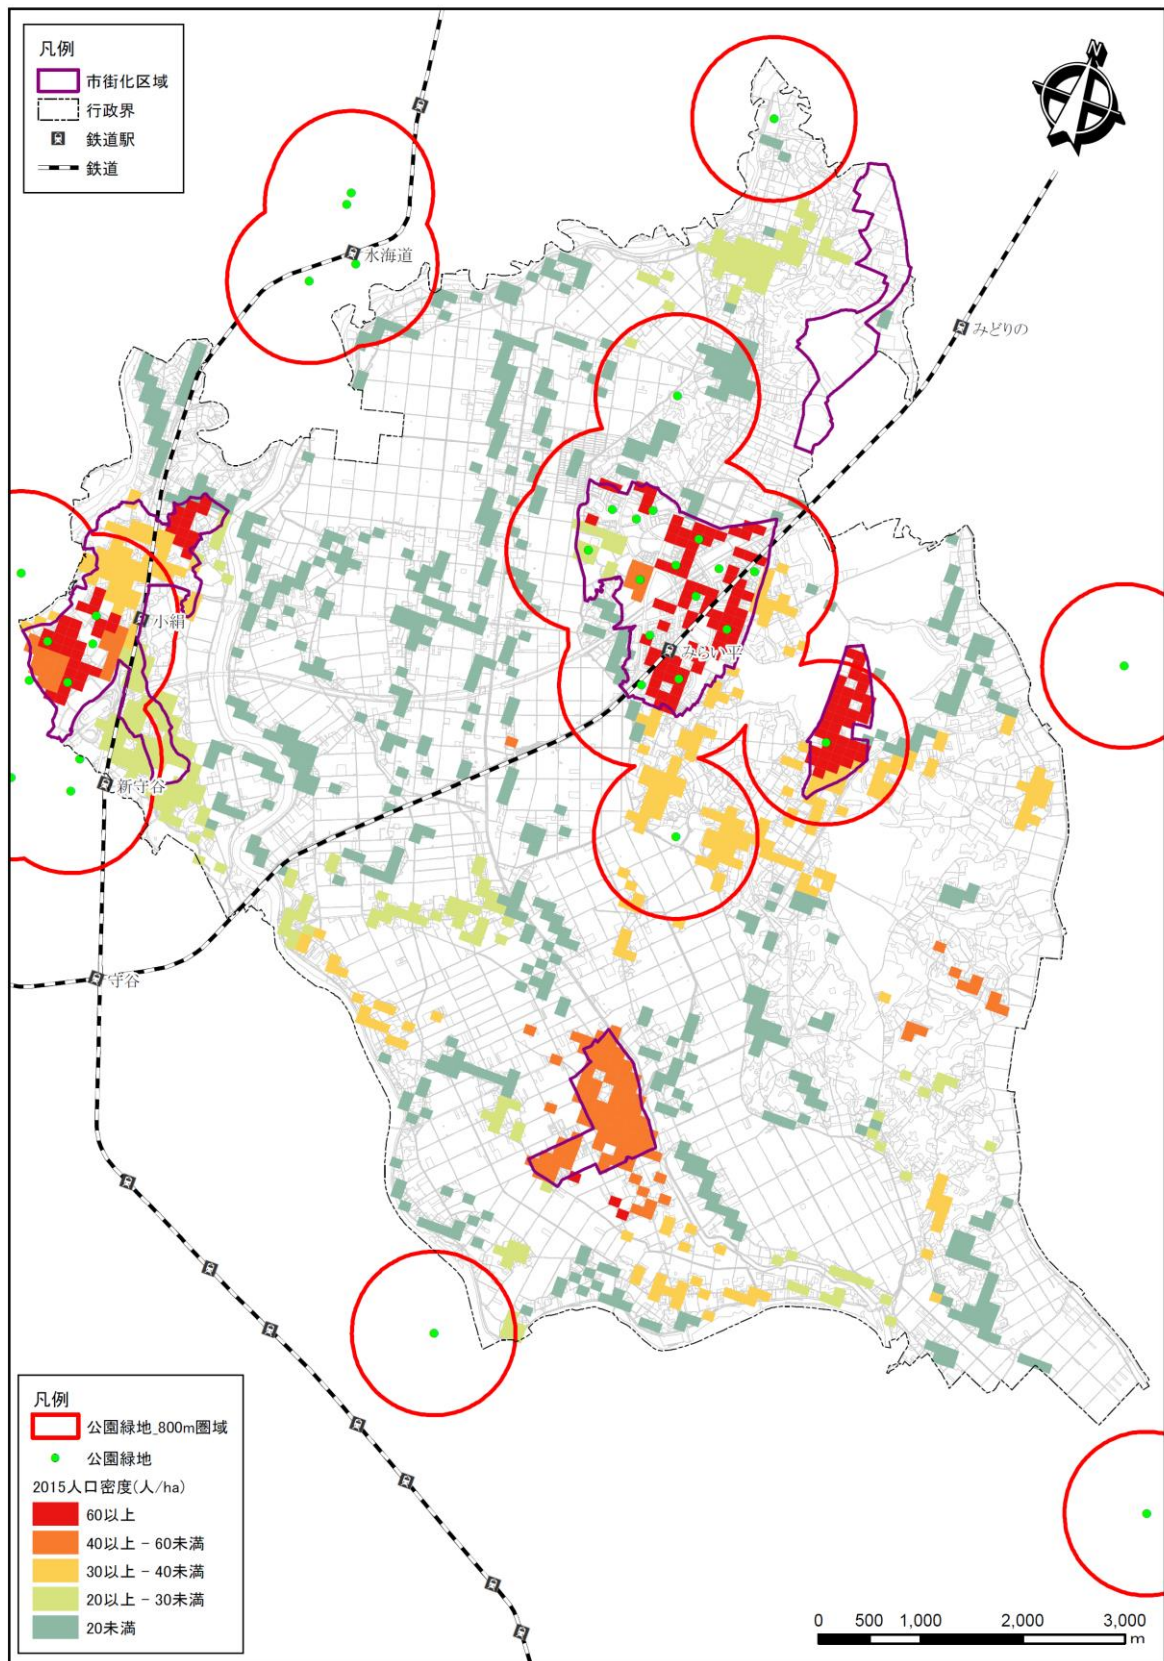 凡例
市街化区域
行政界
鉄道駅
鉄道
N
水海道
みどりの
小絹
みらい平
新守谷
守谷
凡例
公園緑地_800m圏域
公園緑地
2015人口密度(人/ha)
60以上
40以上 - 60未満
30以上 - 40未満
20以上 - 30未満
20未満
0 500 1,000 2,000 3,000
m